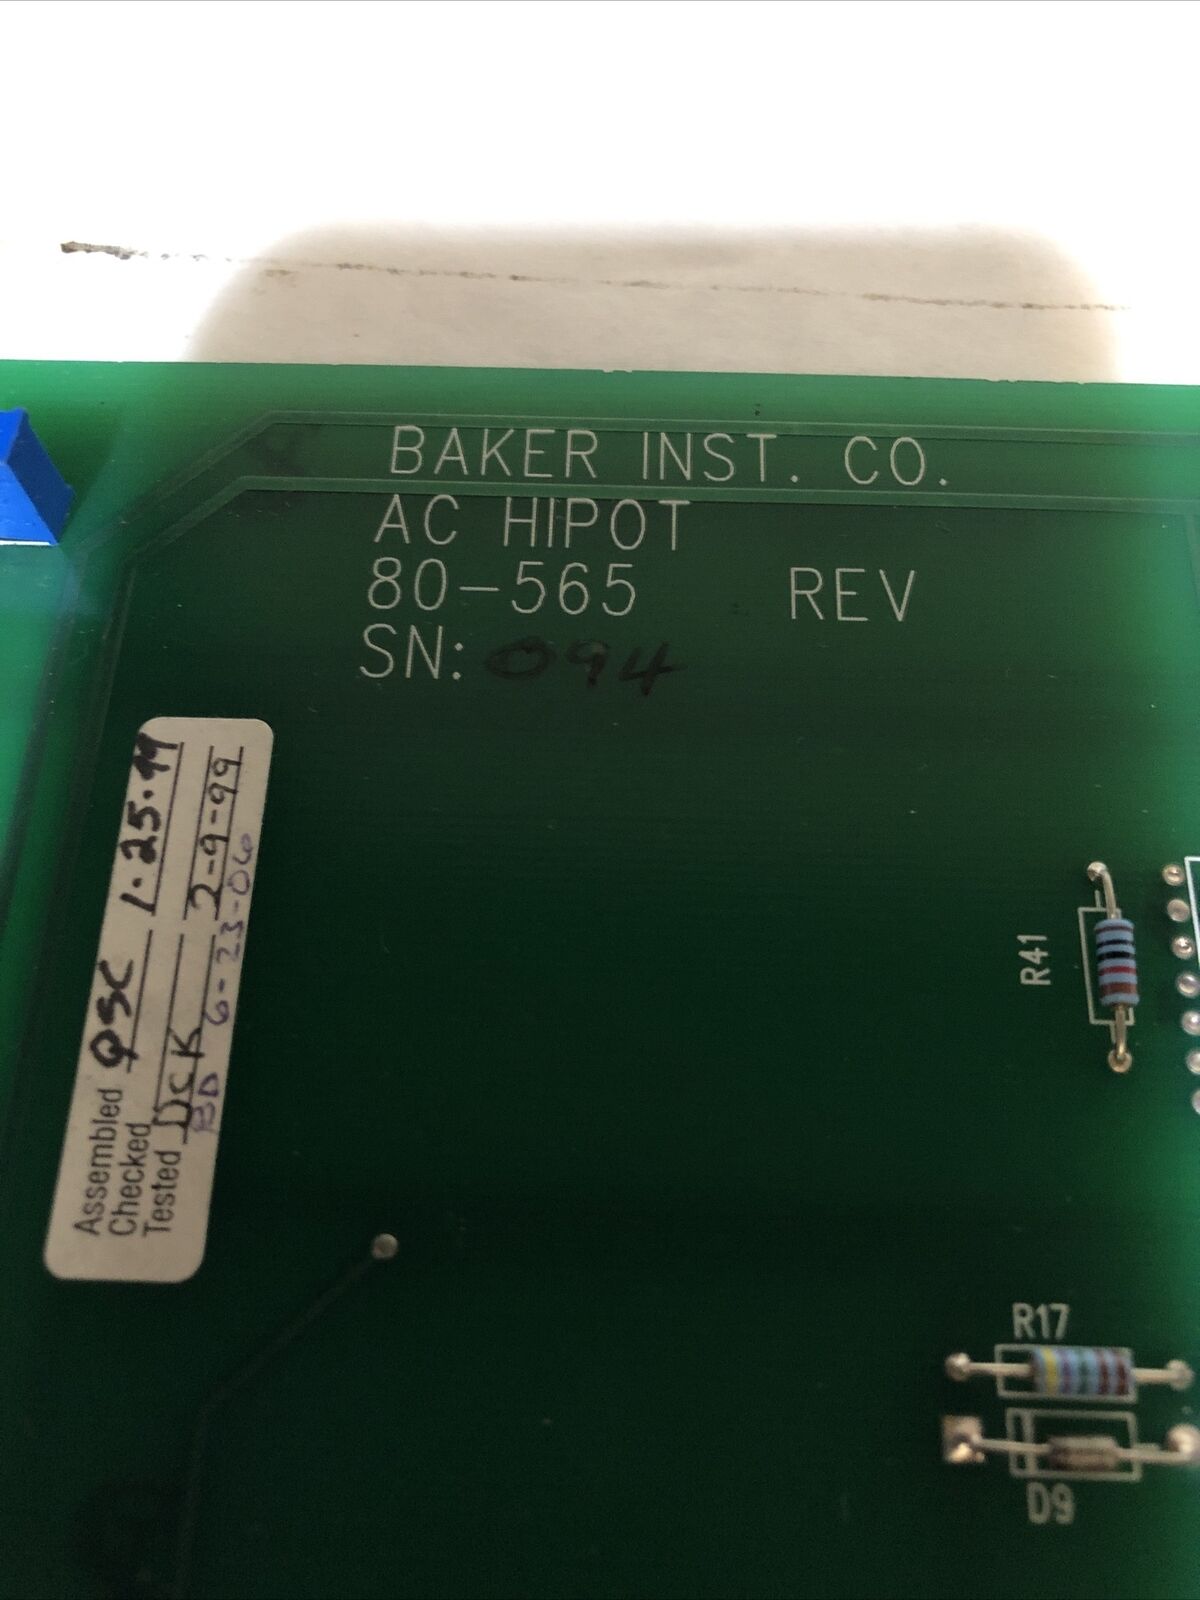 BAKER INST. CO.
AC HIPOT
80-565 REV
SN: 094
Assembled QSC 1.25.99
Checked
Tested DCK 2-9-99
BD 6-23-06
R41
R17
D9